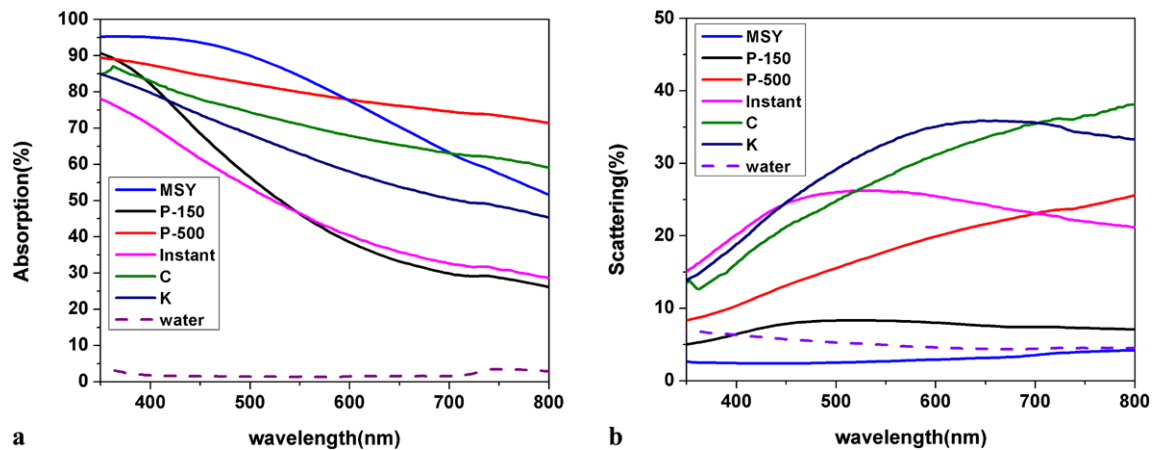 100
90
80
70
60
50
40
30
20
10
0
Absorption(%)
MSY
P-150
P-500
Instant
C
K
water
400 500 600 700 800
wavelength(nm)
a
50
40
30
20
10
0
Scattering(%)
MSY
P-150
P-500
Instant
C
K
water
400 500 600 700 800
wavelength(nm)
b